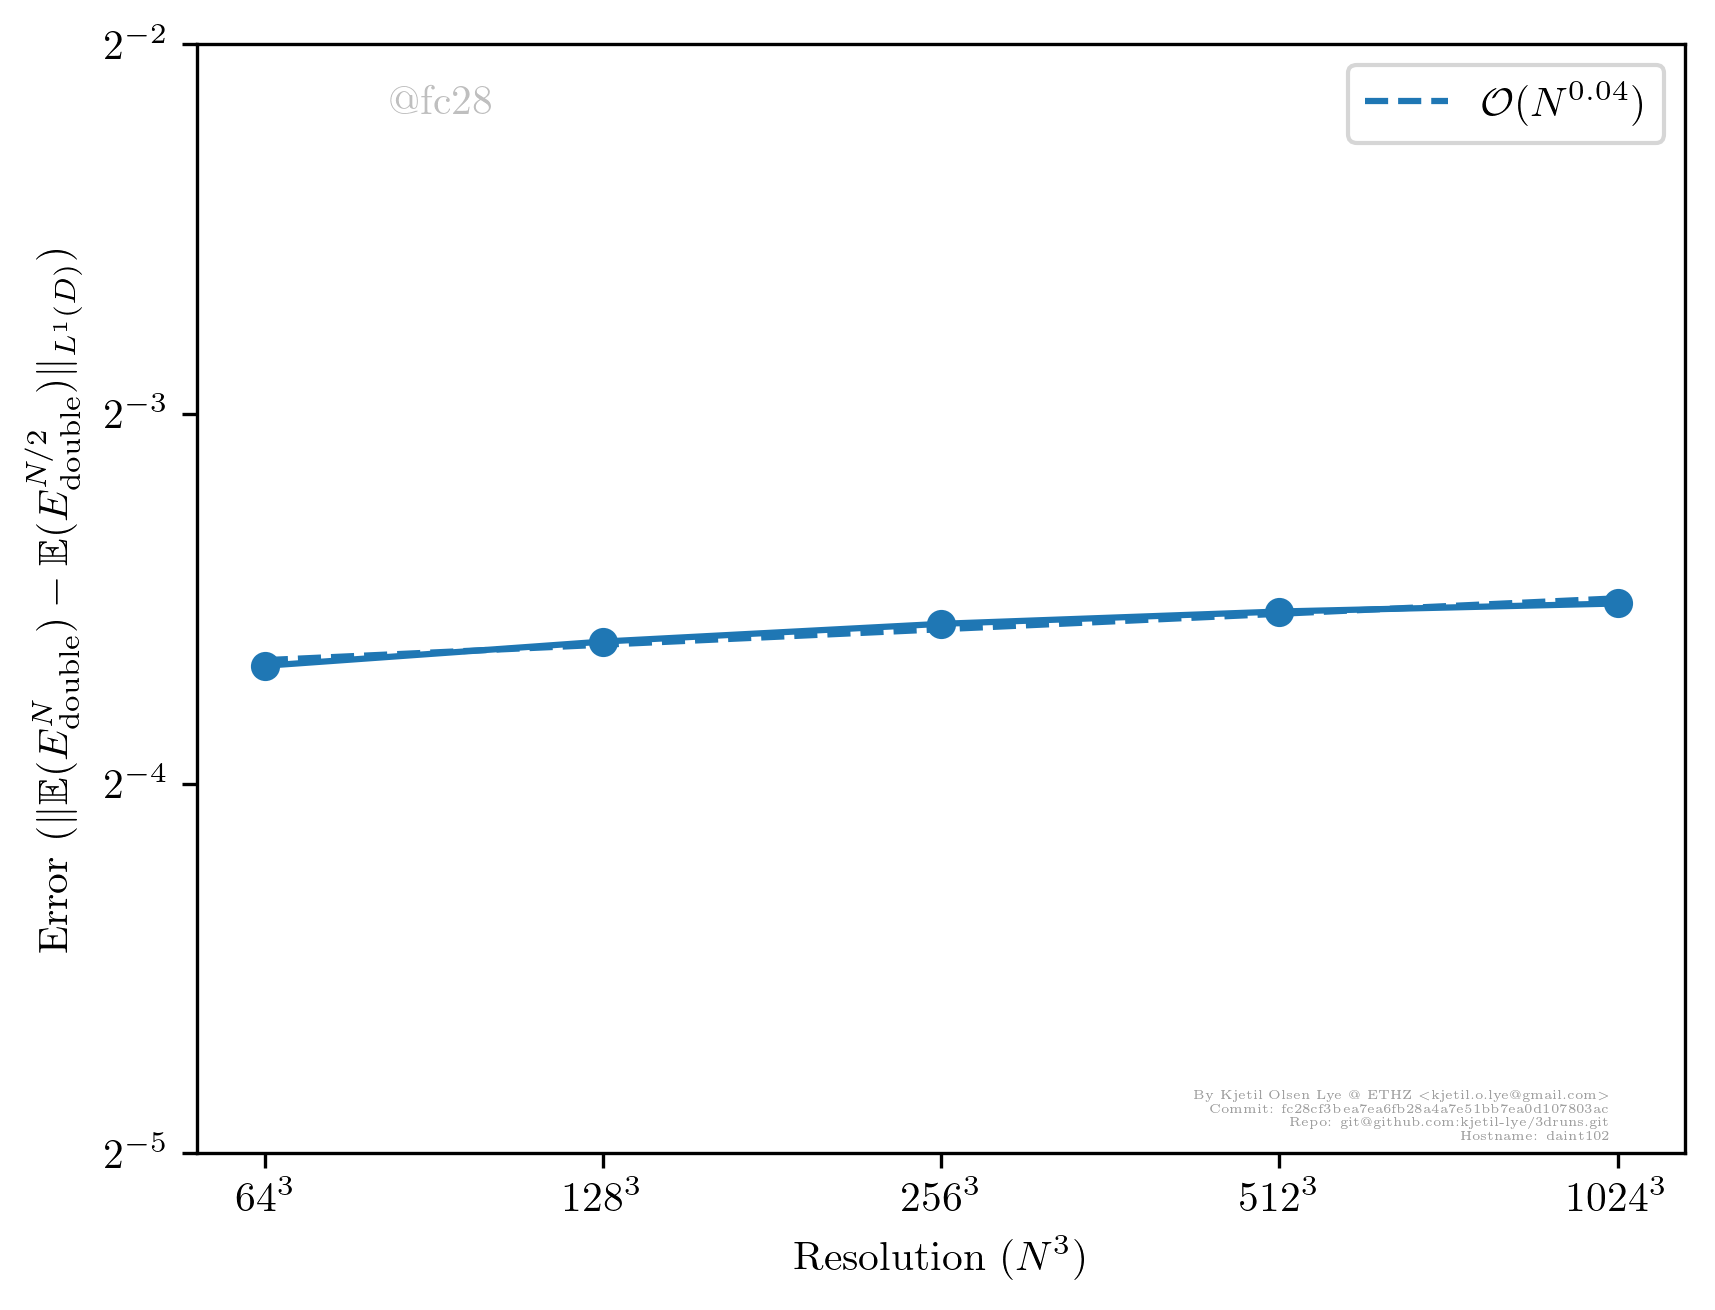 @fc28
𝒪(N^0.04)
Error (||𝔼(E^N_double) − 𝔼(E^{N/2}_double)||_{L^1(D)})
2^−2
2^−3
2^−4
2^−5
By Kjetil Olsen Lye @ ETHZ <kjetil.o.lye@gmail.com>
Commit: fc28cf3bea7ea6fb28a4a7e51bb7ea0d107803ac
Repo: git@github.com:kjetil-lye/3druns.git
Hostname: daint102
64^3 128^3 256^3 512^3 1024^3
Resolution (N^3)